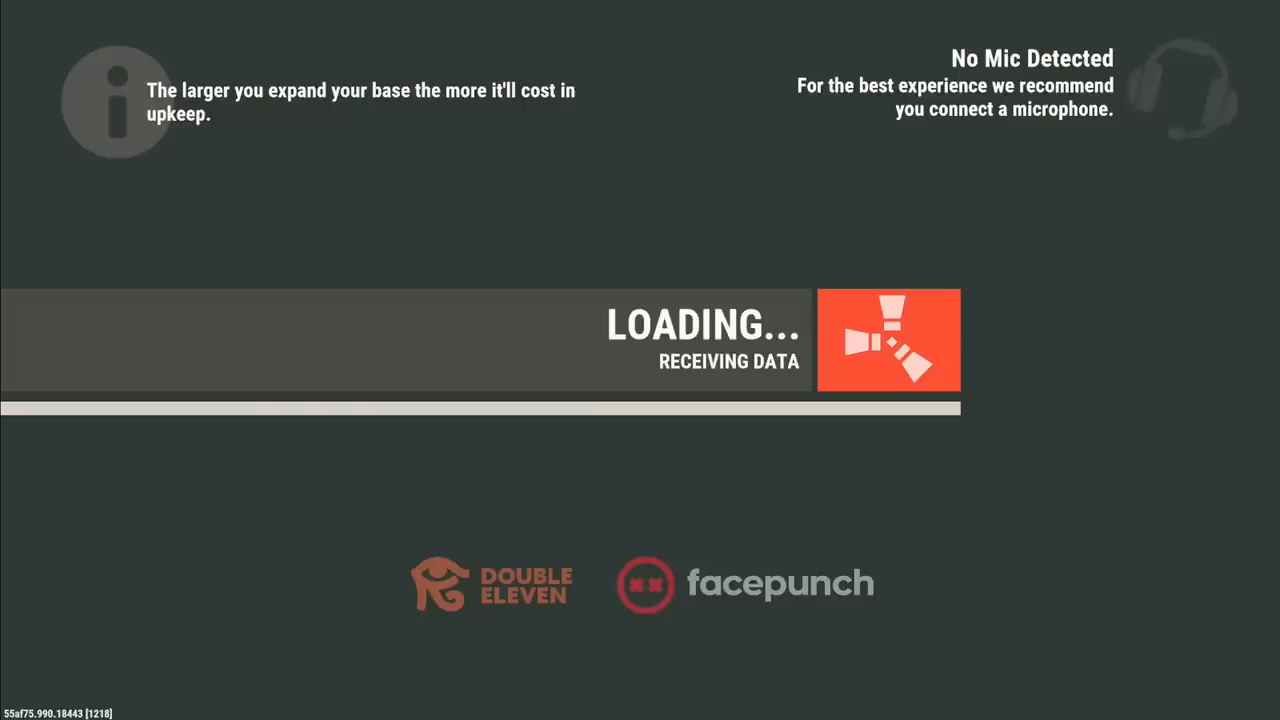 The larger you expand your base the more it'll cost in
upkeep.
No Mic Detected
For the best experience we recommend
you connect a microphone.
LOADING...
RECEIVING DATA
DOUBLE
ELEVEN
facepunch
55af75.990.18443 [1218]